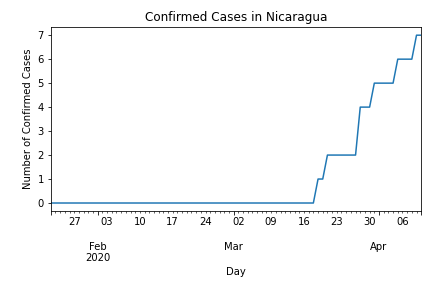 Confirmed Cases in Nicaragua
Number of Confirmed Cases
7
6
5
4
3
2
1
0
27 03 10 17 24 02 09 16 23 30 06
Feb Mar Apr
2020
Day